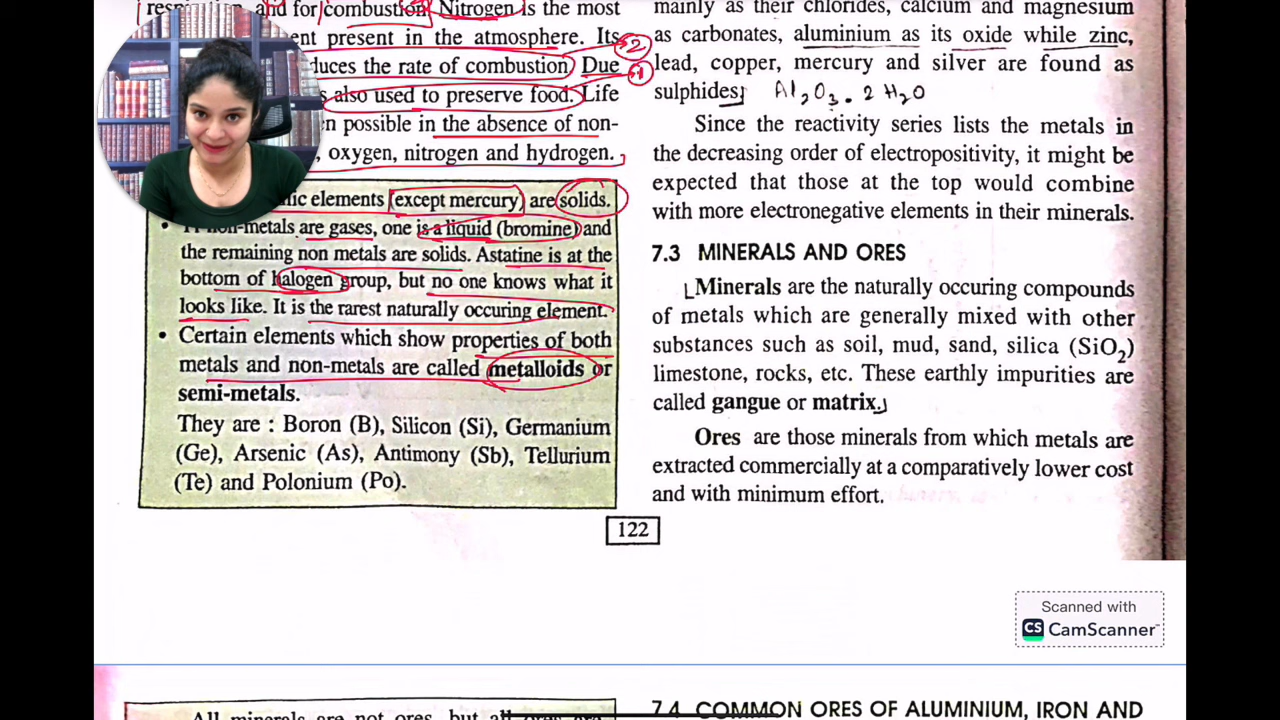 and for combustion. Nitrogen is the most
present in the atmosphere. Its
duces the rate of combustion. Due
also used to preserve food. Life
possible in the absence of non-
, oxygen, nitrogen and hydrogen.
elements (except mercury) are solids.
non-metals are gases, one is a liquid (bromine) and
the remaining non metals are solids. Astatine is at the
bottom of halogen group, but no one knows what it
looks like. It is the rarest naturally occuring element.
• Certain elements which show properties of both
metals and non-metals are called metalloids or
semi-metals.
They are : Boron (B), Silicon (Si), Germanium
(Ge), Arsenic (As), Antimony (Sb), Tellurium
(Te) and Polonium (Po).
mainly as their chlorides, calcium and magnesium
as carbonates, aluminium as its oxide while zinc,
lead, copper, mercury and silver are found as
sulphides. Al2O3.2H2O
Since the reactivity series lists the metals in
the decreasing order of electropositivity, it might be
expected that those at the top would combine
with more electronegative elements in their minerals.
7.3 MINERALS AND ORES
Minerals are the naturally occuring compounds
of metals which are generally mixed with other
substances such as soil, mud, sand, silica (SiO2)
limestone, rocks, etc. These earthly impurities are
called gangue or matrix.
Ores are those minerals from which metals are
extracted commercially at a comparatively lower cost
and with minimum effort.
122
Scanned with
CS CamScanner
All minerals are not ores, but all ores are
7.4 COMMON ORES OF ALUMINIUM, IRON AND